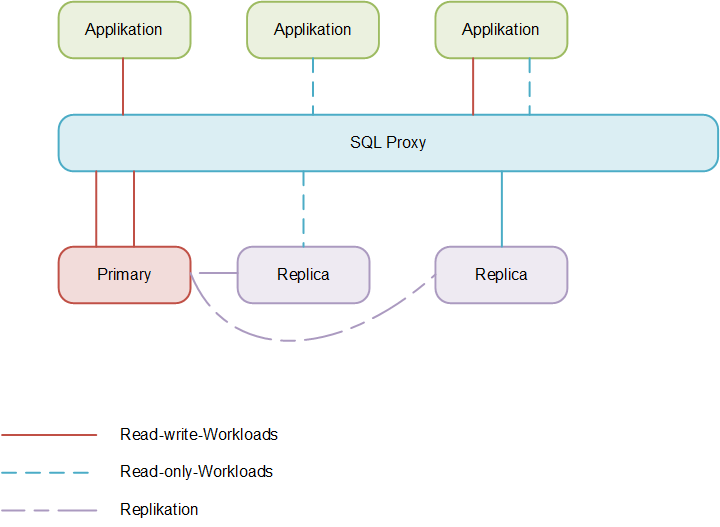 Applikation
Applikation
Applikation
SQL Proxy
Primary
Replica
Replica
Read-write-Workloads
Read-only-Workloads
Replikation